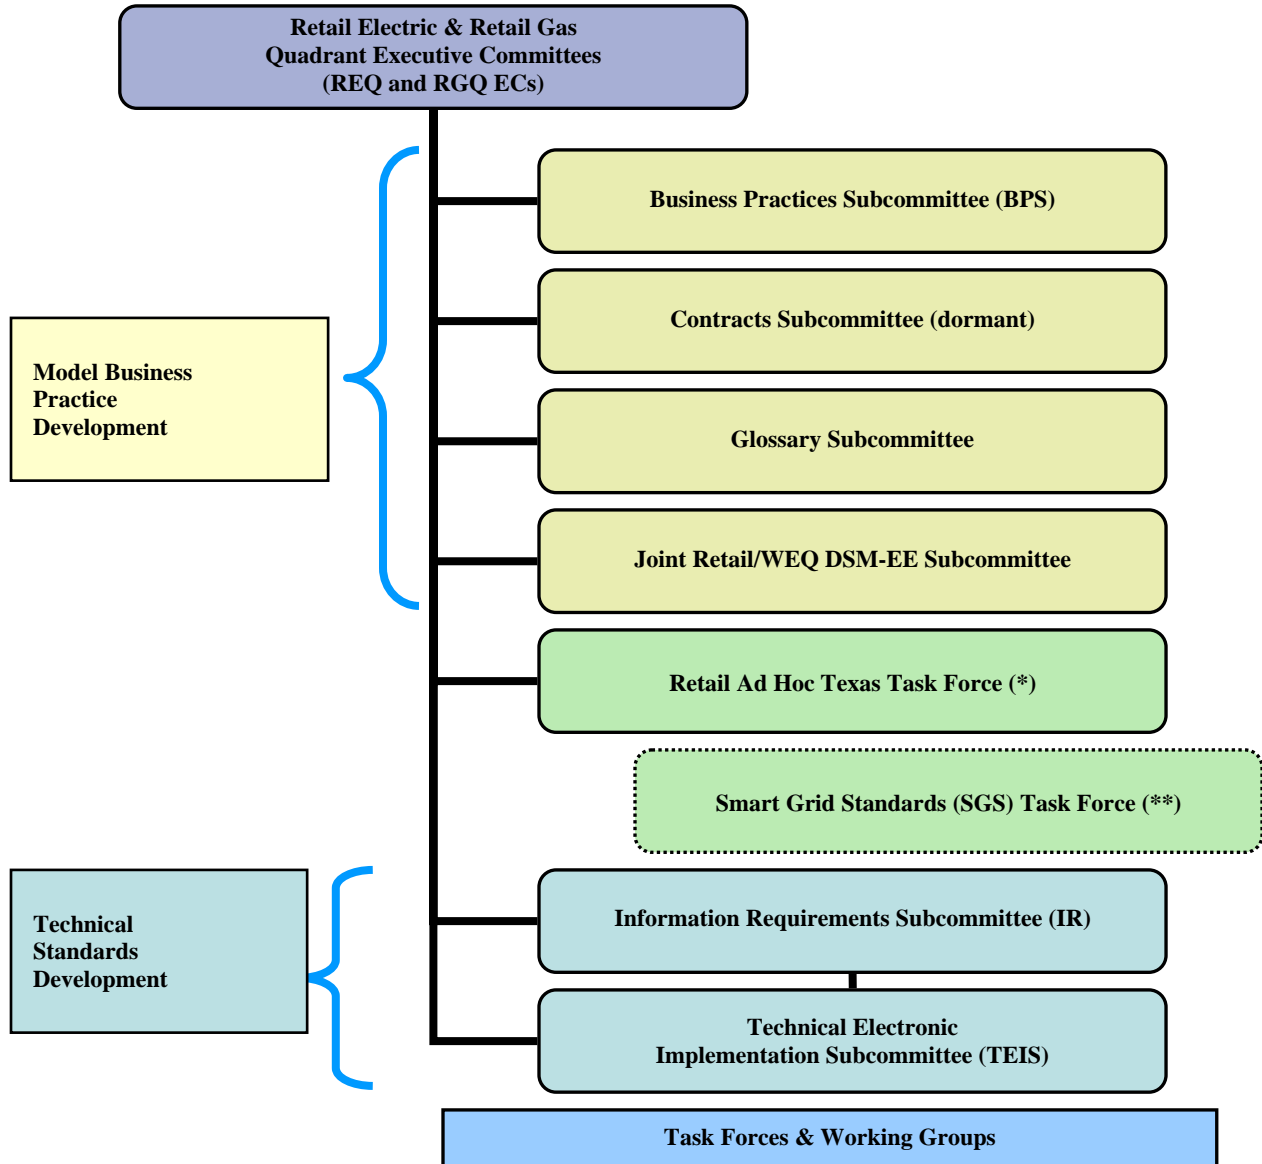 Retail Electric & Retail Gas
Quadrant Executive Committees
(REQ and RGQ ECs)
Business Practices Subcommittee (BPS)
Contracts Subcommittee (dormant)
Model Business
Practice
Development
Glossary Subcommittee
Joint Retail/WEQ DSM-EE Subcommittee
Retail Ad Hoc Texas Task Force (*)
Smart Grid Standards (SGS) Task Force (**)
Technical
Standards
Development
Information Requirements Subcommittee (IR)
Technical Electronic
Implementation Subcommittee (TEIS)
Task Forces & Working Groups